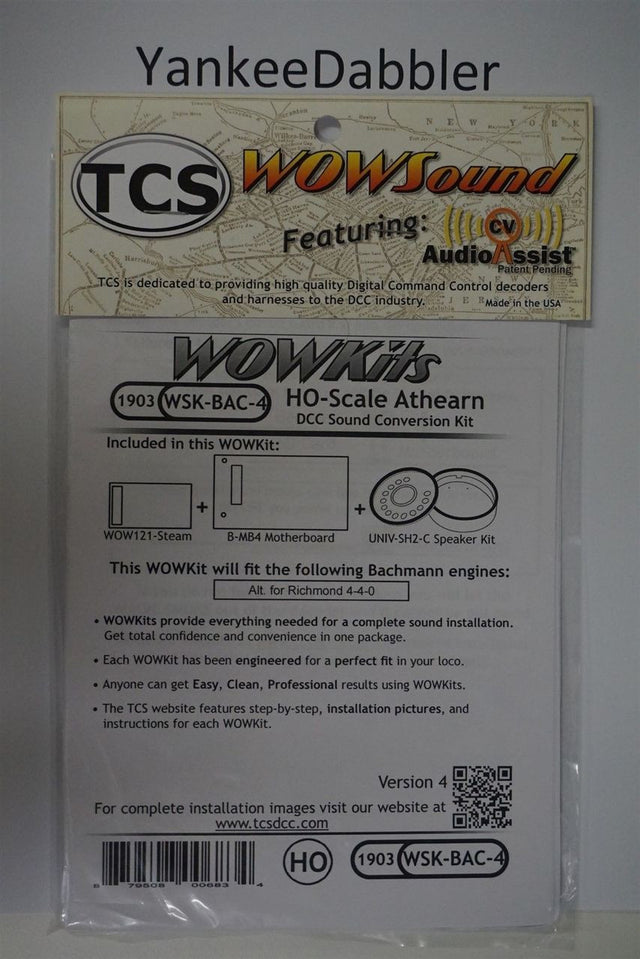 YankeeDabbler
TCS WOWSound
Featuring: CV
AudioAssist
Patent Pending
TCS is dedicated to providing high quality Digital Command Control decoders
and harnesses to the DCC industry.
Made in the USA
NEW YORK
Harrisburg
WOWKits
1903 WSK-BAC-4 HO-Scale Athearn
DCC Sound Conversion Kit
Included in this WOWKit:
+
+
WOW121-Steam B-MB4 Motherboard UNIV-SH2-C Speaker Kit
This WOWKit will fit the following Bachmann engines:
Alt. for Richmond 4-4-0
• WOWKits provide everything needed for a complete sound installation.
Get total confidence and convenience in one package.
• Each WOWKit has been engineered for a perfect fit in your loco.
• Anyone can get Easy, Clean, Professional results using WOWKits.
• The TCS website features step-by-step, installation pictures, and
instructions for each WOWKit.
Version 4
For complete installation images visit our website at
www.tcsdcc.com
8 79508 00683 4
HO
1903 WSK-BAC-4